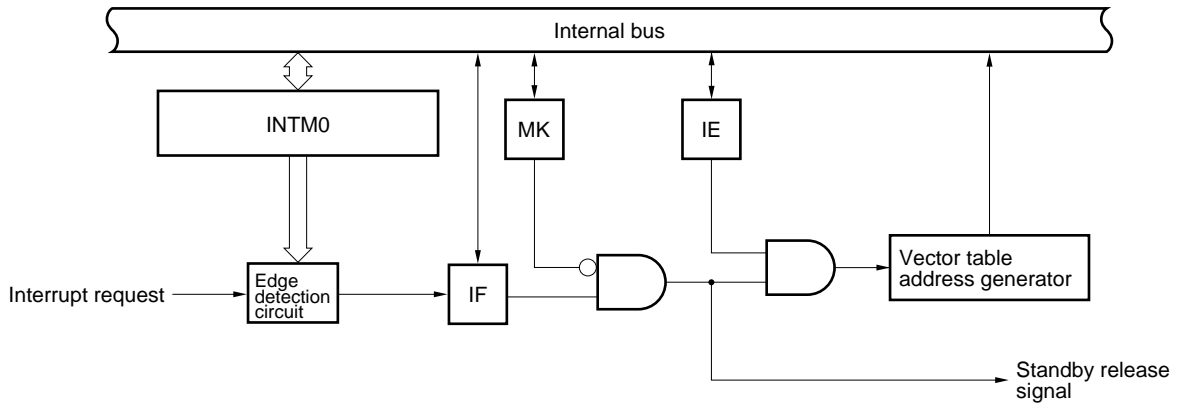 Internal bus
INTM0
MK
IE
Interrupt request
Edge
detection
circuit
IF
Vector table
address generator
Standby release
signal